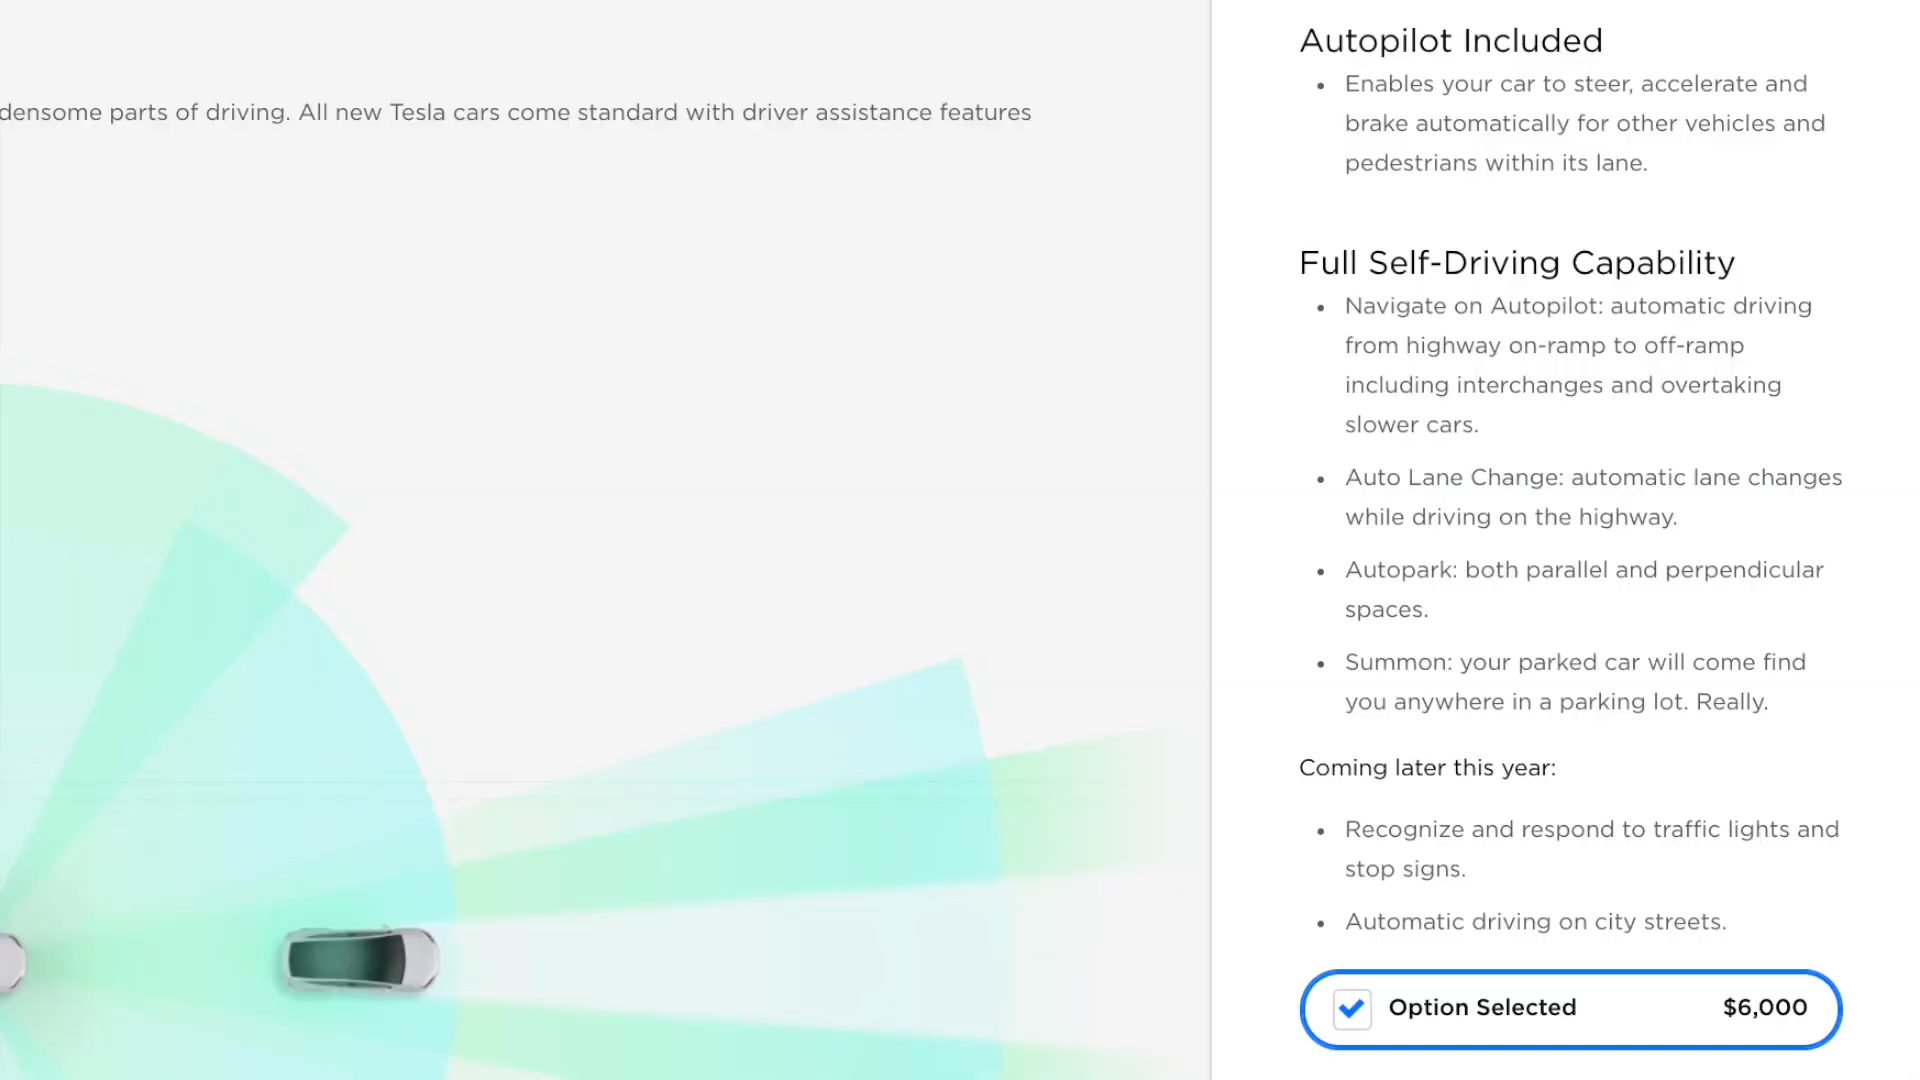 densome parts of driving. All new Tesla cars come standard with driver assistance features
Autopilot Included
• Enables your car to steer, accelerate and
brake automatically for other vehicles and
pedestrians within its lane.
Full Self-Driving Capability
• Navigate on Autopilot: automatic driving
from highway on-ramp to off-ramp
including interchanges and overtaking
slower cars.
• Auto Lane Change: automatic lane changes
while driving on the highway.
• Autopark: both parallel and perpendicular
spaces.
• Summon: your parked car will come find
you anywhere in a parking lot. Really.
Coming later this year:
• Recognize and respond to traffic lights and
stop signs.
• Automatic driving on city streets.
Option Selected $6,000